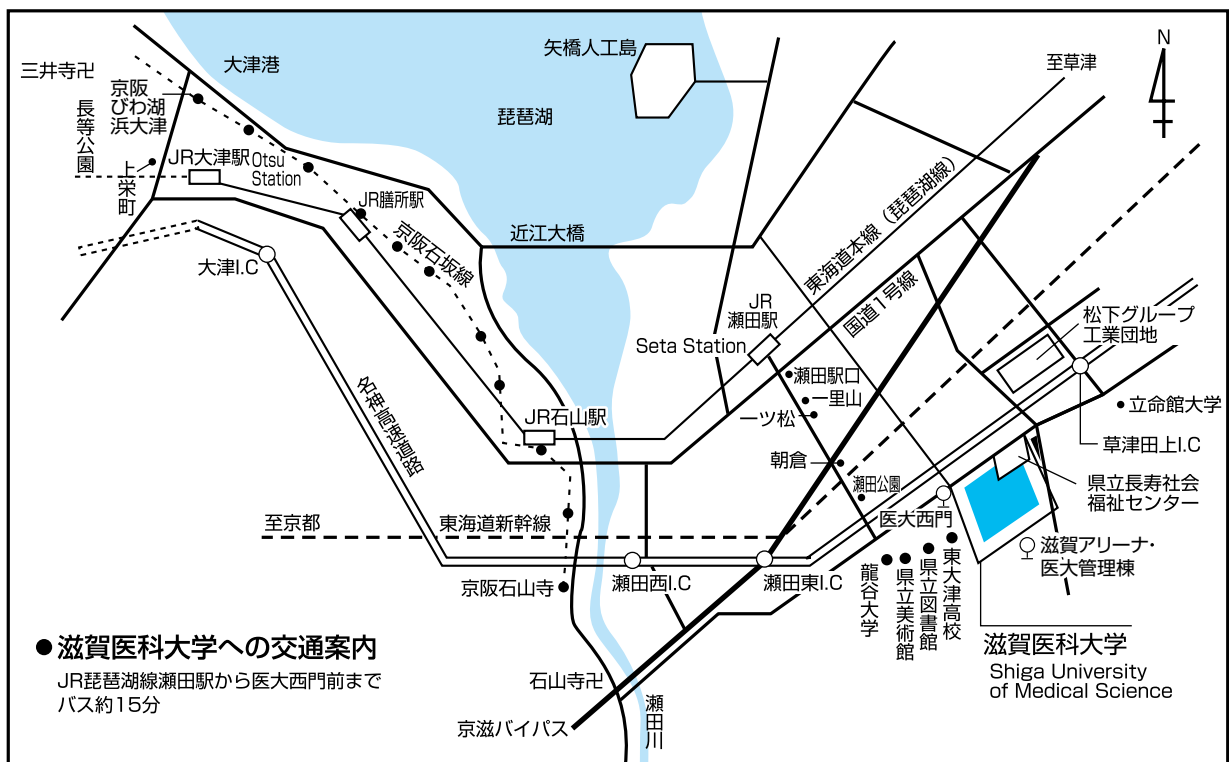 三井寺卍
大津港
矢橋人工島
N
至草津
京阪
びわ湖
浜大津
長等公園
琵琶湖
上栄町
JR大津駅
Otsu
Station
JR膳所駅
京阪石坂線
近江大橋
東海道本線（琵琶湖線）
国道1号線
大津I.C
JR
瀬田駅
Seta Station
松下グループ
工業団地
瀬田駅口
一里山
一ツ松
立命館大学
名神高速道路
JR石山駅
草津田上I.C
朝倉
瀬田公園
県立長寿社会
福祉センター
至京都
東海道新幹線
医大西門
滋賀アリーナ・
医大管理棟
京阪石山寺
瀬田西I.C
瀬田東I.C
龍谷大学
県立美術館
県立図書館
東大津高校
●滋賀医科大学への交通案内
JR琵琶湖線瀬田駅から医大西門前まで
バス約15分
滋賀医科大学
Shiga University
of Medical Science
石山寺卍
瀬田川
京滋バイパス